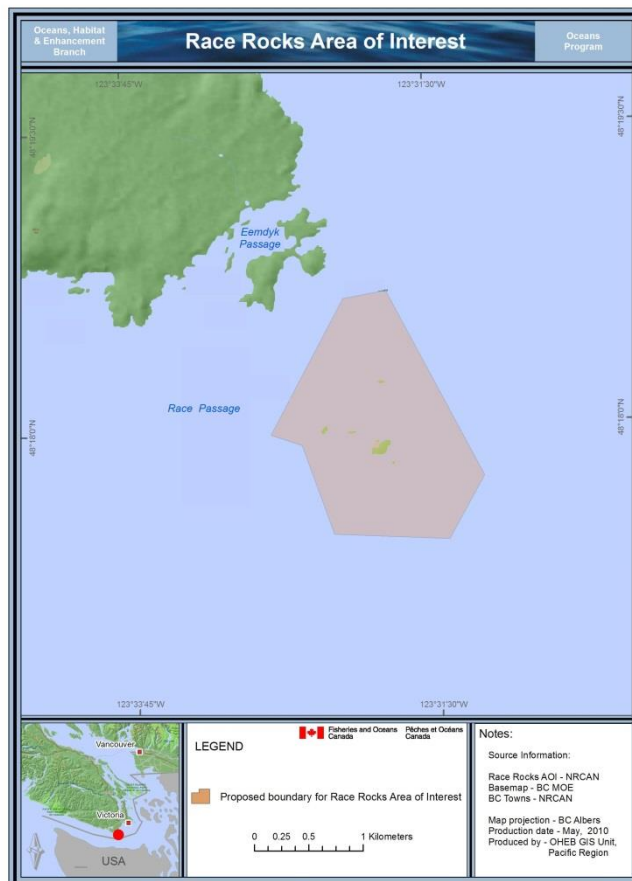 Oceans, Habitat
& Enhancement
Branch
Race Rocks Area of Interest
Oceans
Program
123°33'45"W
123°31'30"W
48°19'30"N
48°19'30"N
Eemdyk
Passage
Race Passage
48°18'0"N
48°18'0"N
123°33'45"W
123°31'30"W
Vancouver
Victoria
USA
LEGEND
Fisheries and Oceans
Canada
Pêches et Océans
Canada
Proposed boundary for Race Rocks Area of Interest
0 0.25 0.5 1 Kilometers
Notes:
Source Information:
Race Rocks AOI - NRCAN
Basemap - BC MOE
BC Towns - NRCAN
Map projection - BC Albers
Production date - May, 2010
Produced by - OHEB GIS Unit,
Pacific Region